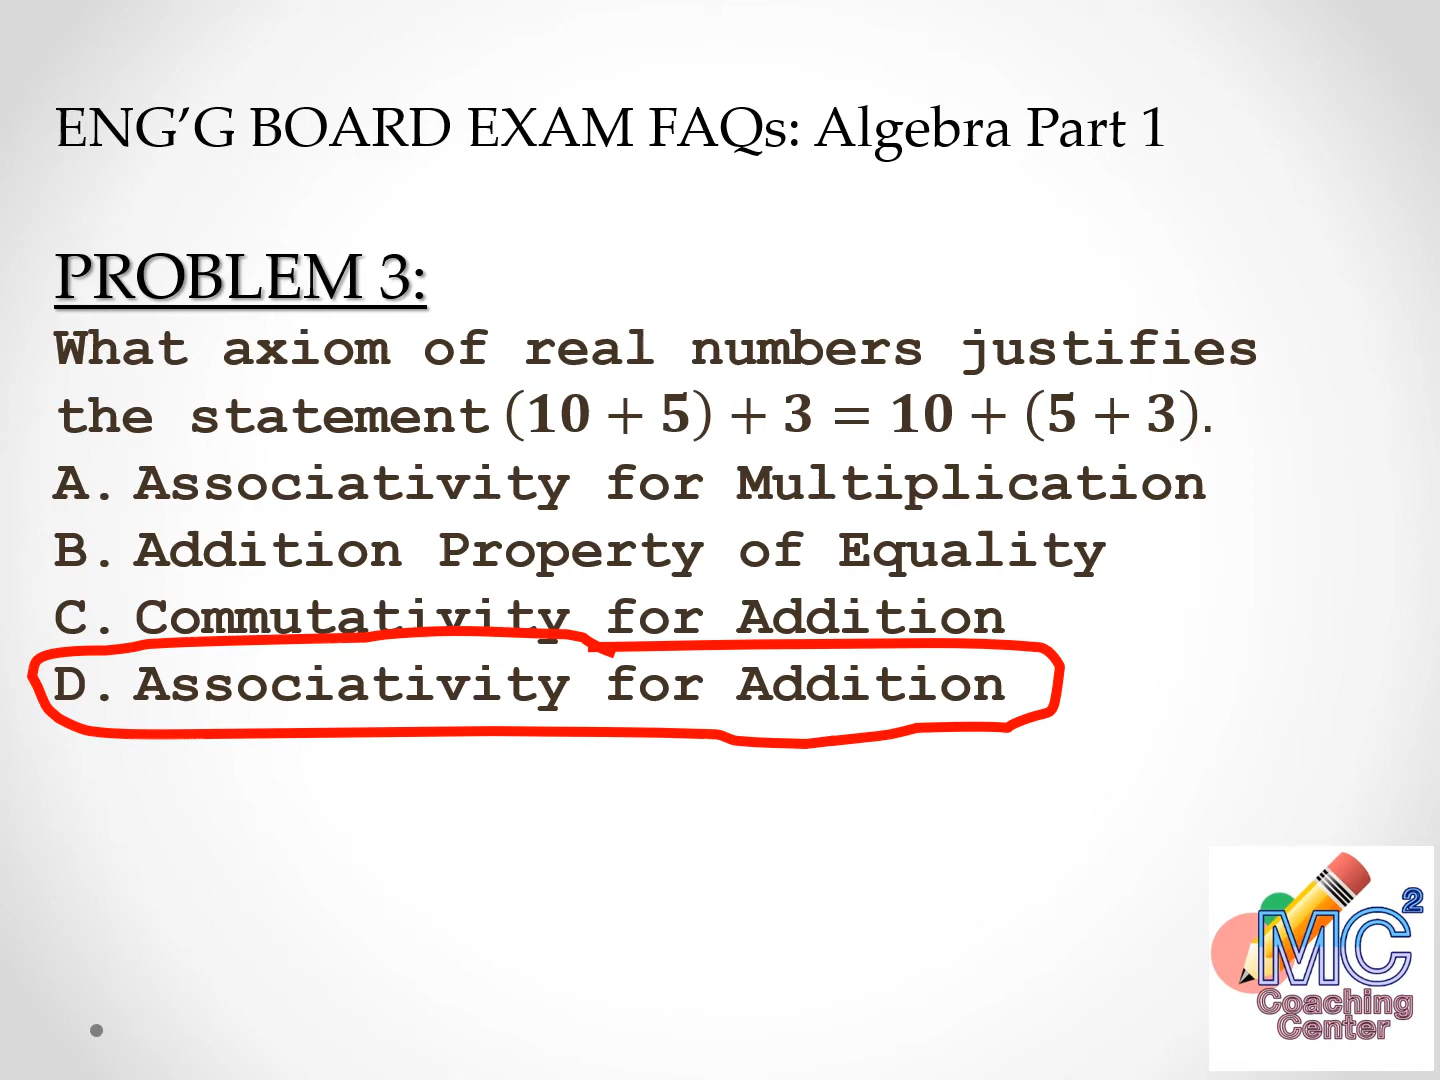 ENG’G BOARD EXAM FAQs: Algebra Part 1
PROBLEM 3:
What axiom of real numbers justifies
the statement (10 + 5) + 3 = 10 + (5 + 3).
A. Associativity for Multiplication
B. Addition Property of Equality
C. Commutativity for Addition
D. Associativity for Addition
MC²
Coaching
Center